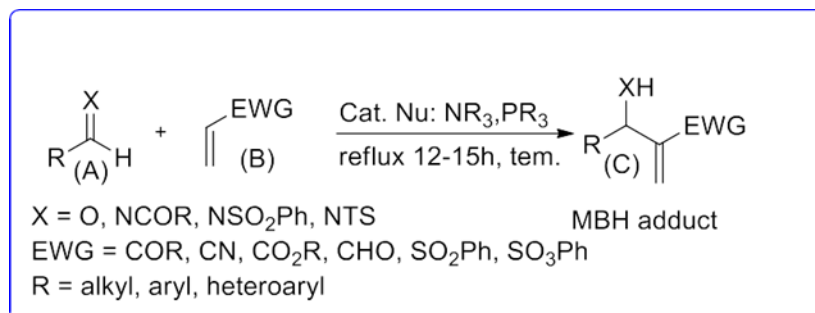 X
R
H
(A)
+
EWG
(B)
Cat. Nu: NR₃,PR₃
reflux 12-15h, tem.
XH
R
EWG
(C)
X = O, NCOR, NSO₂Ph, NTS
MBH adduct
EWG = COR, CN, CO₂R, CHO, SO₂Ph, SO₃Ph
R = alkyl, aryl, heteroaryl